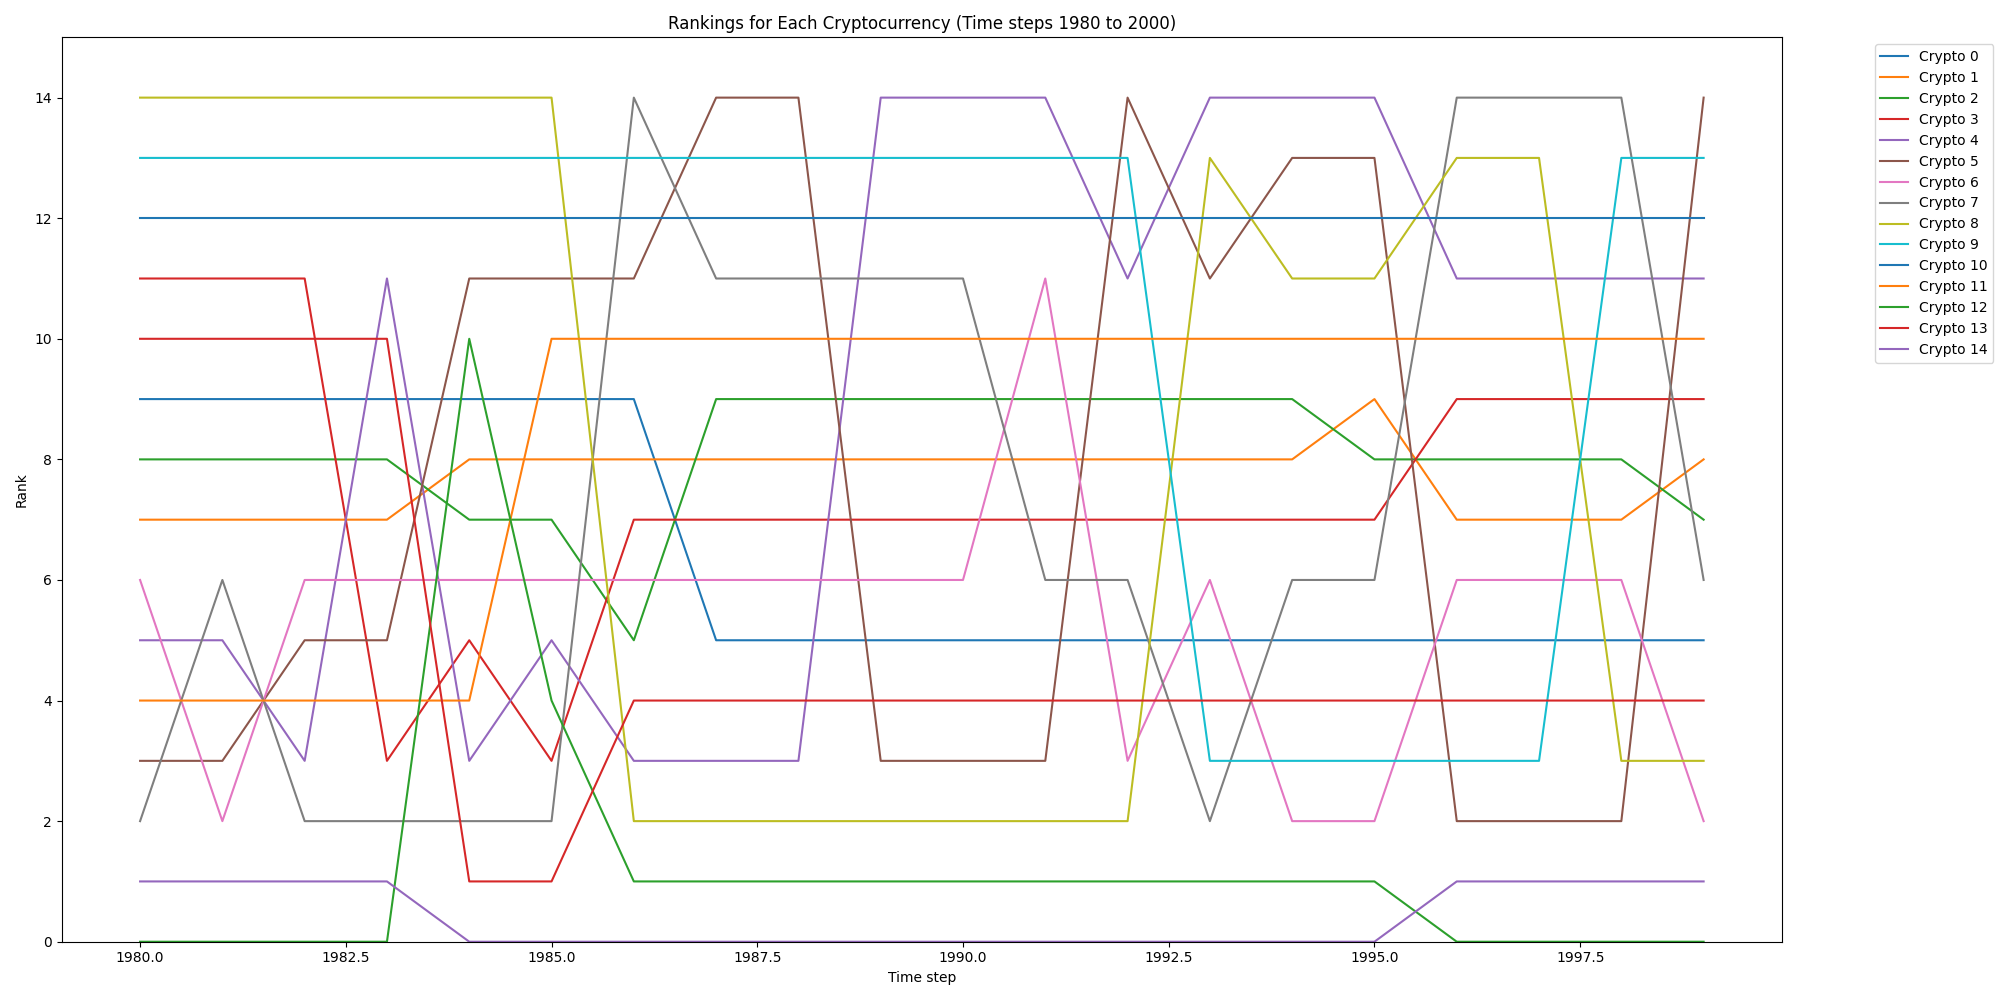 Rankings for Each Cryptocurrency (Time steps 1980 to 2000)
Rank
14
12
10
8
6
4
2
0
1980.0
1982.5
1985.0
1987.5
1990.0
1992.5
1995.0
1997.5
Time step
Crypto 0
Crypto 1
Crypto 2
Crypto 3
Crypto 4
Crypto 5
Crypto 6
Crypto 7
Crypto 8
Crypto 9
Crypto 10
Crypto 11
Crypto 12
Crypto 13
Crypto 14